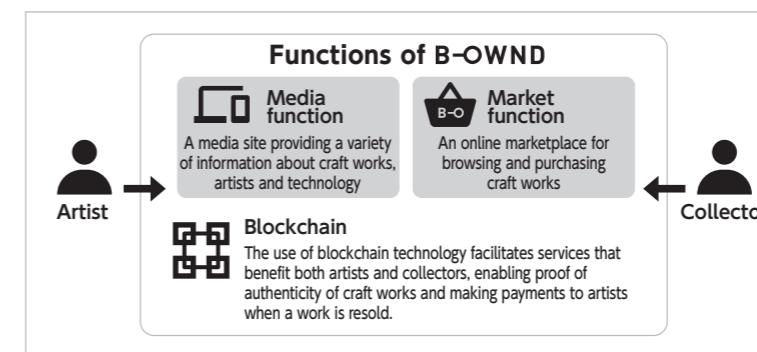 Functions of B-OWND
Media
function
A media site providing a variety
of information about craft works,
artists and technology
B-O
Market
function
An online marketplace for
browsing and purchasing
craft works
Artist
Collecto
Blockchain
The use of blockchain technology facilitates services that
benefit both artists and collectors, enabling proof of
authenticity of craft works and making payments to artists
when a work is resold.